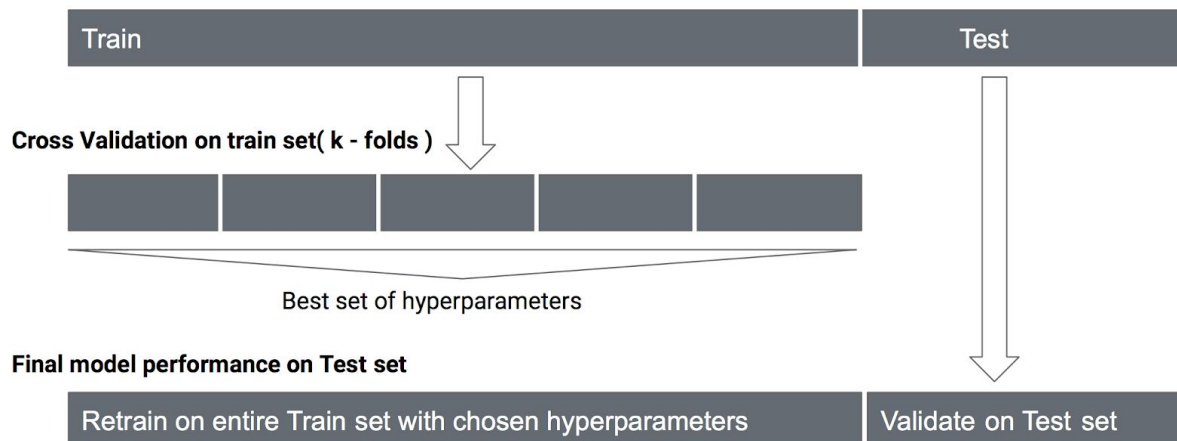 Train
Test
Cross Validation on train set( k - folds )
Best set of hyperparameters
Final model performance on Test set
Retrain on entire Train set with chosen hyperparameters
Validate on Test set